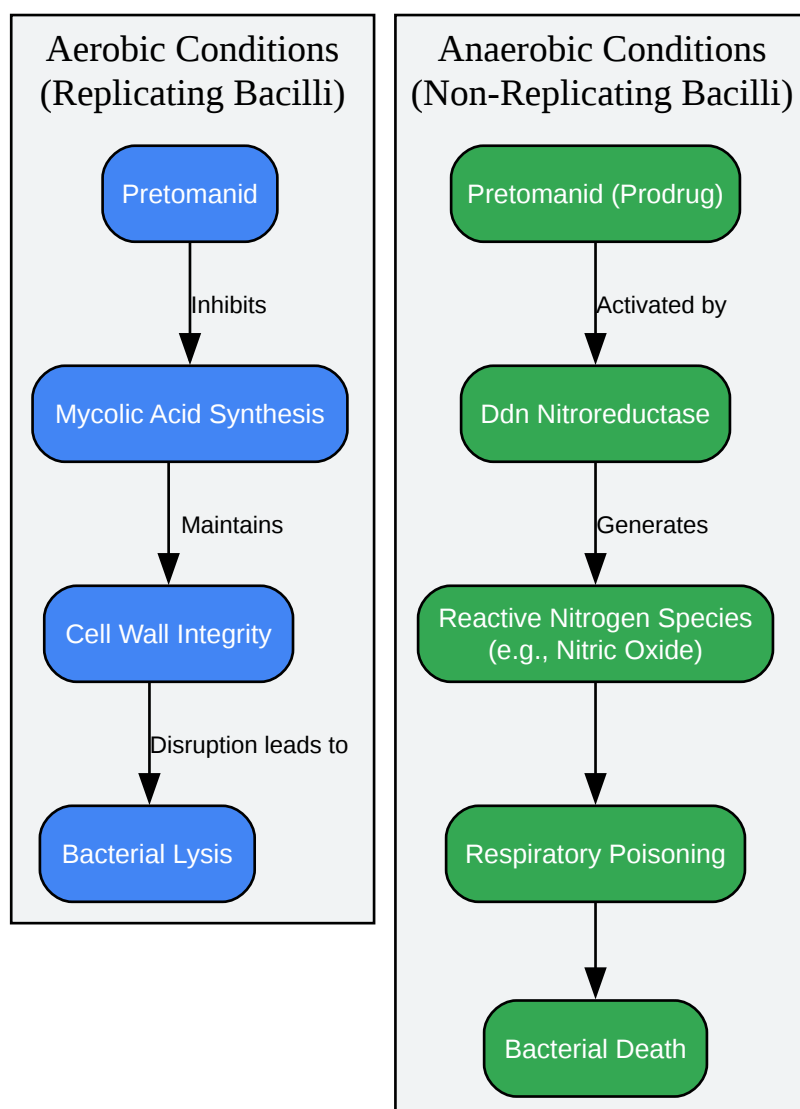 Aerobic Conditions
(Replicating Bacilli)
Pretomanid
Inhibits
Mycolic Acid Synthesis
Maintains
Cell Wall Integrity
Disruption leads to
Bacterial Lysis
Anaerobic Conditions
(Non-Replicating Bacilli)
Pretomanid (Prodrug)
Activated by
Ddn Nitroreductase
Generates
Reactive Nitrogen Species
(e.g., Nitric Oxide)
Respiratory Poisoning
Bacterial Death